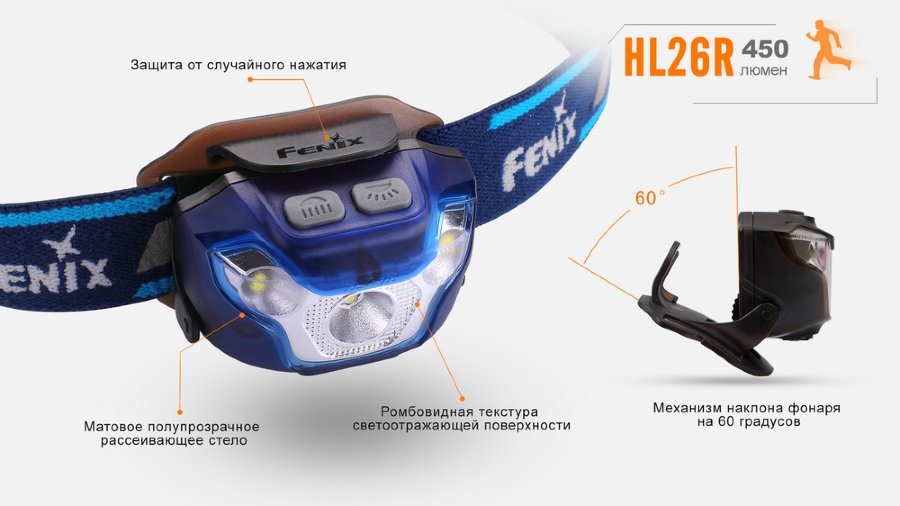 HL26R 450
люмен
Защита от случайного нажатия
FENIX
FENIX
FENIX
60°
Матовое полупрозрачное
рассеивающее стело
Ромбовидная текстура
светоотражающей поверхности
Механизм наклона фонаря
на 60 градусов